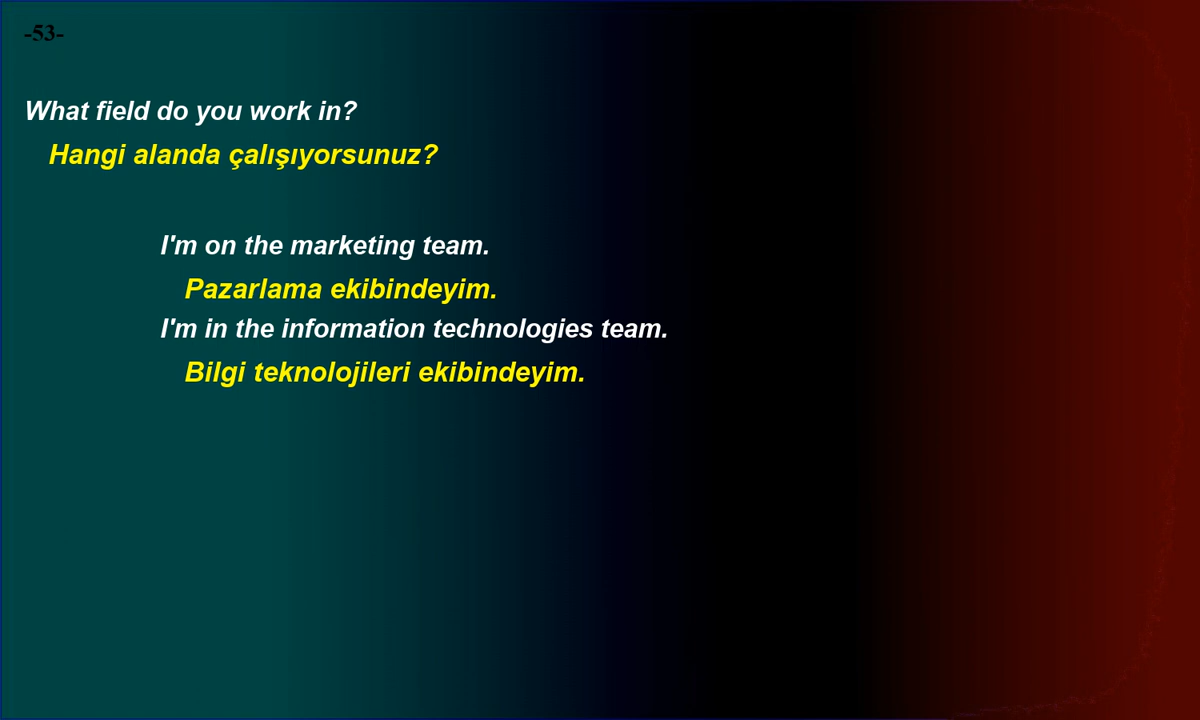 -53-
What field do you work in?
Hangi alanda çalışıyorsunuz?
I'm on the marketing team.
Pazarlama ekibindeyim.
I'm in the information technologies team.
Bilgi teknolojileri ekibindeyim.